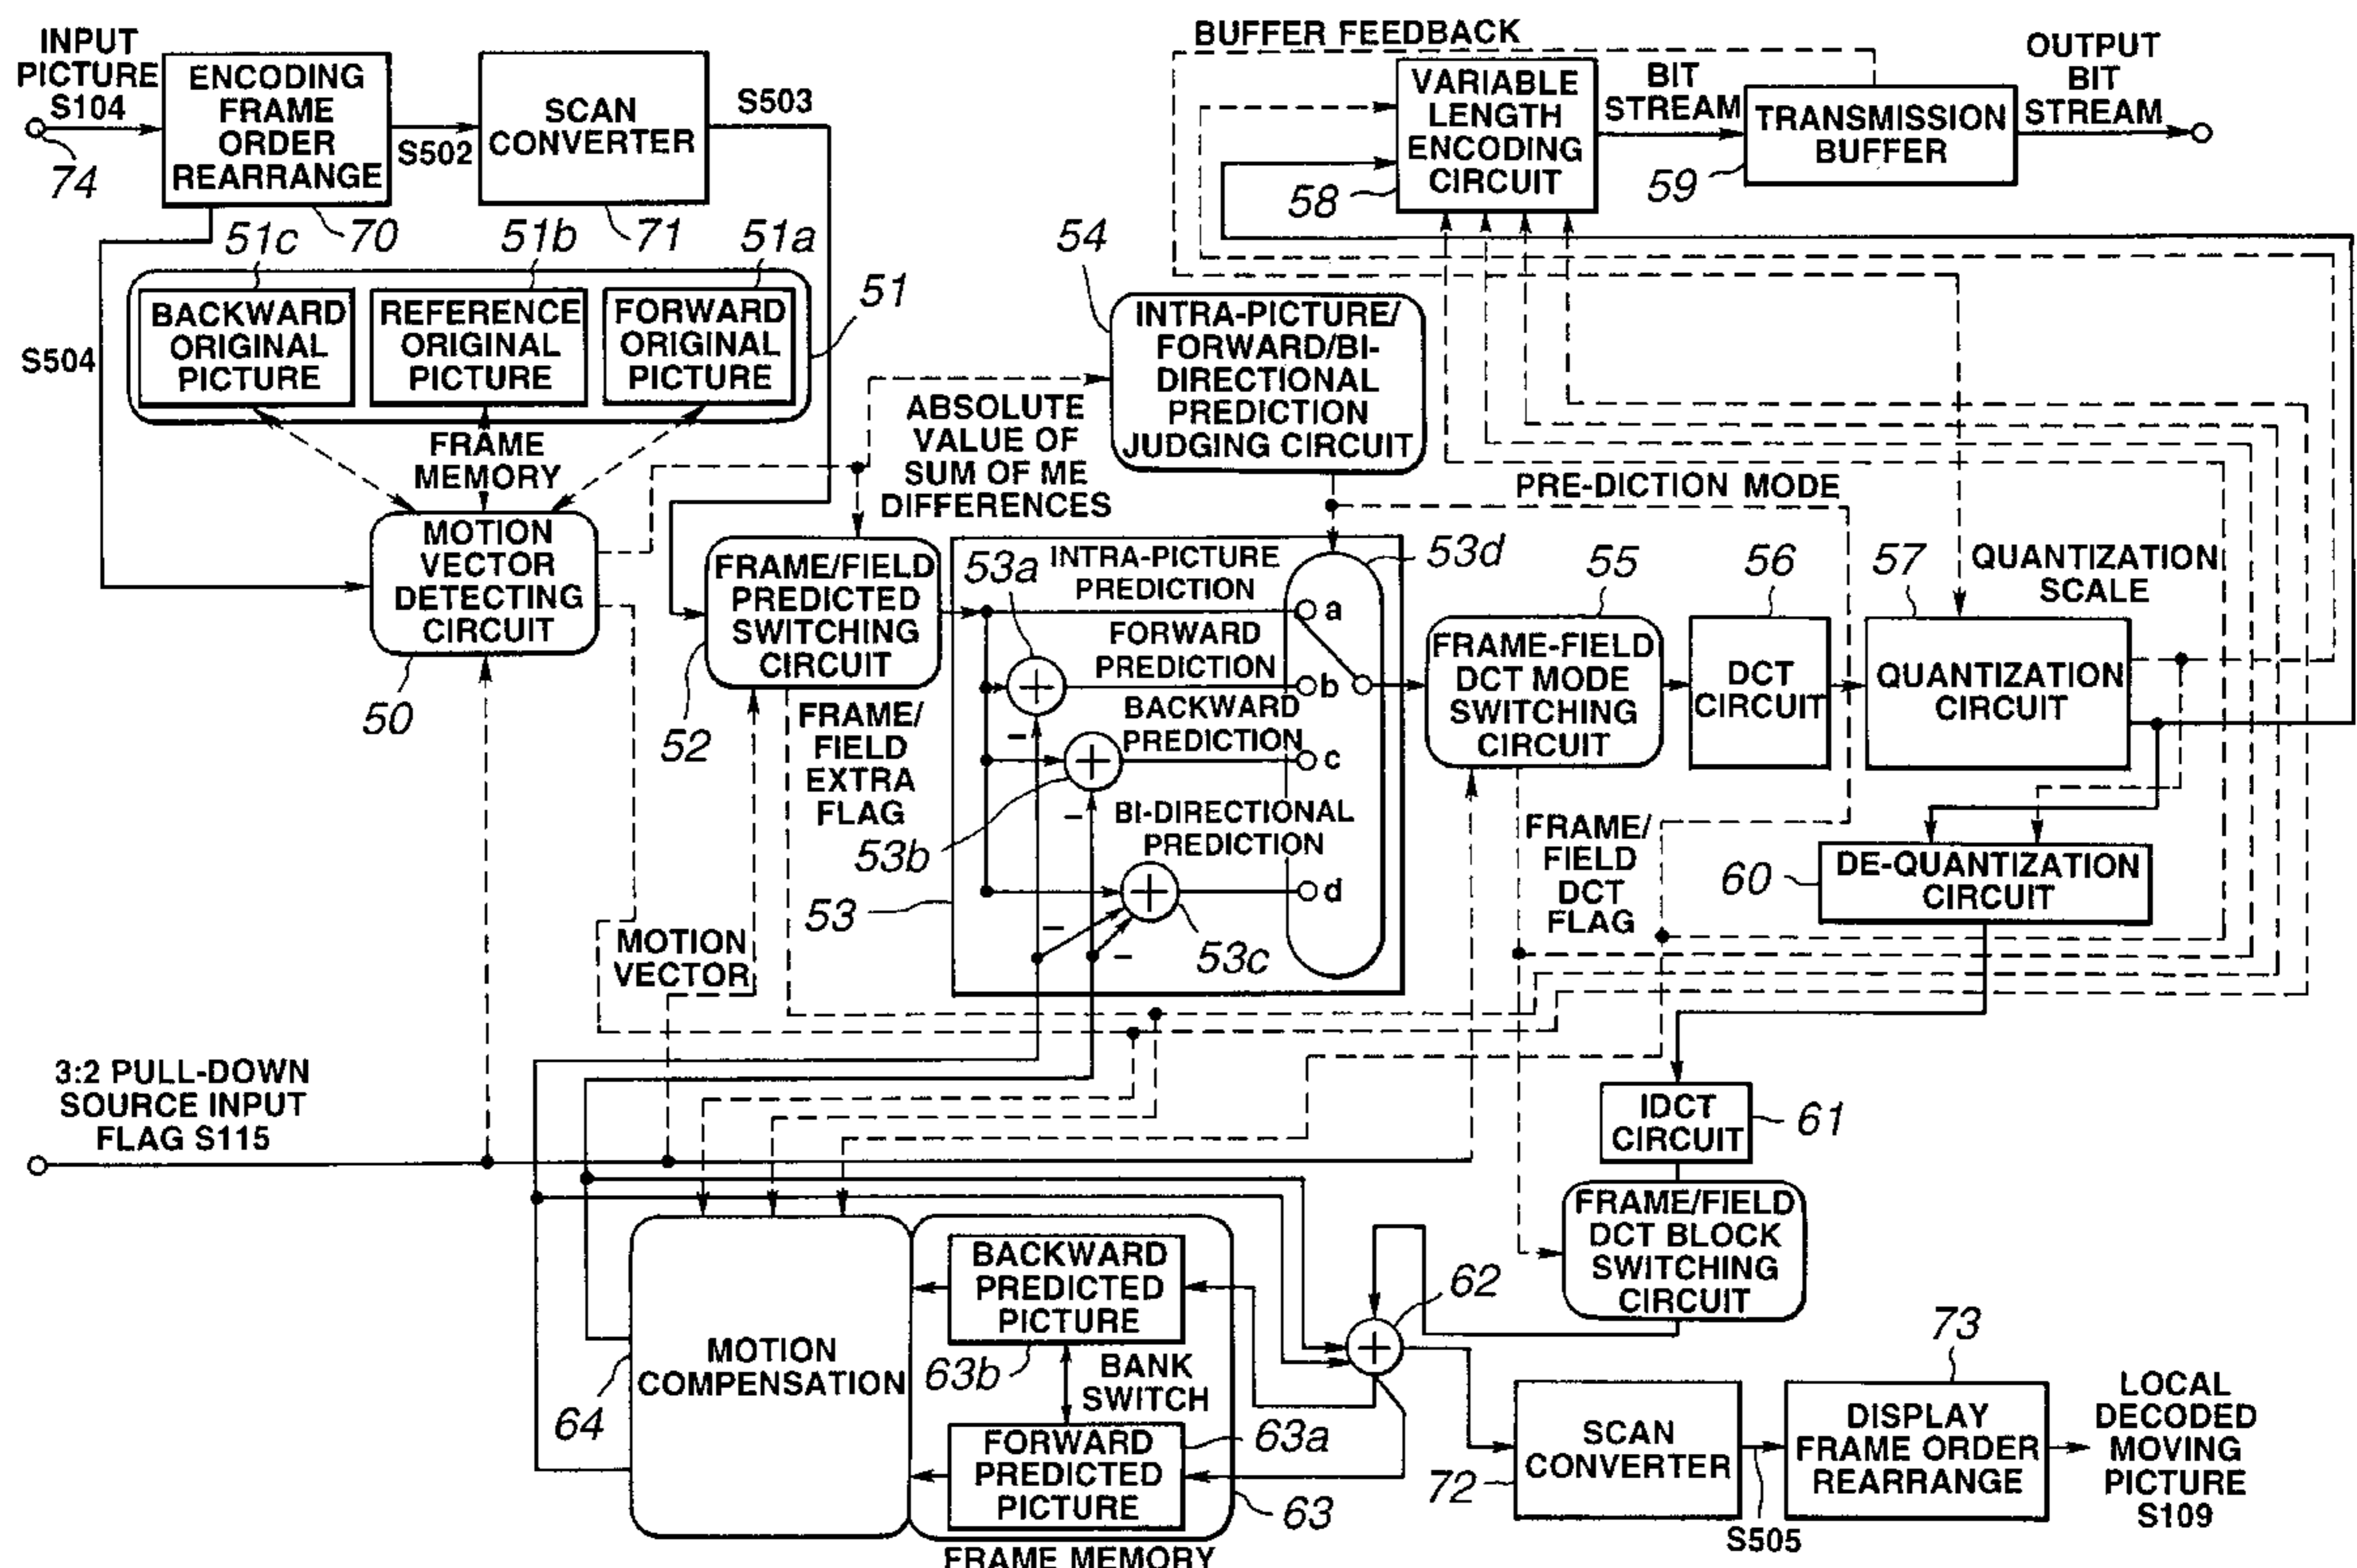 INPUT
PICTURE
S104
74
ENCODING
FRAME
ORDER
REARRANGE
70
S502
SCAN
CONVERTER
71
S503
S504
51c
51b
51a
51
BACKWARD
ORIGINAL
PICTURE
REFERENCE
ORIGINAL
PICTURE
FORWARD
ORIGINAL
PICTURE
FRAME
MEMORY
MOTION
VECTOR
DETECTING
CIRCUIT
50
ABSOLUTE
VALUE OF
SUM OF ME
DIFFERENCES
BUFFER FEEDBACK
VARIABLE
LENGTH
ENCODING
CIRCUIT
58
BIT
STREAM
TRANSMISSION
BUFFER
59
OUTPUT
BIT
STREAM
54
INTRA-PICTURE/
FORWARD/BI-
DIRECTIONAL
PREDICTION
JUDGING CIRCUIT
PRE-DICTION MODE
FRAME/FIELD
PREDICTED
SWITCHING
CIRCUIT
52
FRAME/
FIELD
EXTRA
FLAG
53a
INTRA-PICTURE
PREDICTION
53d
a
FORWARD
PREDICTION
b
BACKWARD
PREDICTION
c
53b
BI-DIRECTIONAL
PREDICTION
d
53
53c
+
+
+
−
−
−
−
55
FRAME-FIELD
DCT MODE
SWITCHING
CIRCUIT
56
DCT
CIRCUIT
57
QUANTIZATION
SCALE
QUANTIZATION
CIRCUIT
FRAME/
FIELD
DCT
FLAG
60
DE-QUANTIZATION
CIRCUIT
MOTION
VECTOR
3:2 PULL-DOWN
SOURCE INPUT
FLAG S115
IDCT
CIRCUIT
61
FRAME/FIELD
DCT BLOCK
SWITCHING
CIRCUIT
MOTION
COMPENSATION
64
BACKWARD
PREDICTED
PICTURE
63b
BANK
SWITCH
63a
FORWARD
PREDICTED
PICTURE
63
FRAME MEMORY
62
+
SCAN
CONVERTER
72
S505
73
DISPLAY
FRAME ORDER
REARRANGE
LOCAL
DECODED
MOVING
PICTURE
S109